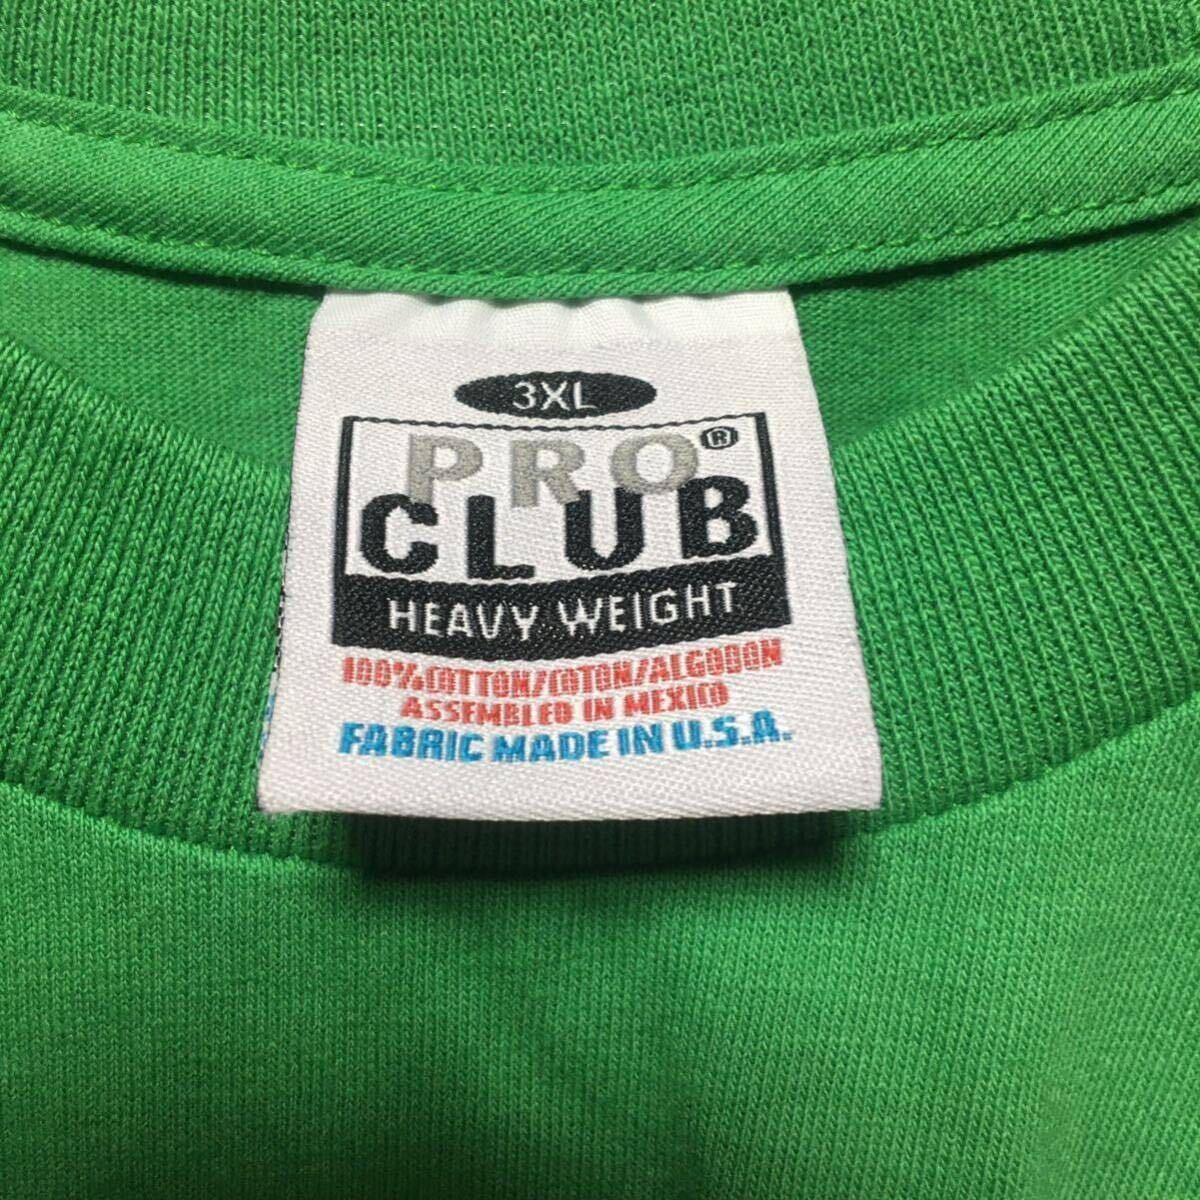 3XL
PRO®
CLUB
HEAVY WEIGHT
100% COTTON/COTON/ALGODON
ASSEMBLED IN MEXICO
FABRIC MADE IN U.S.A.